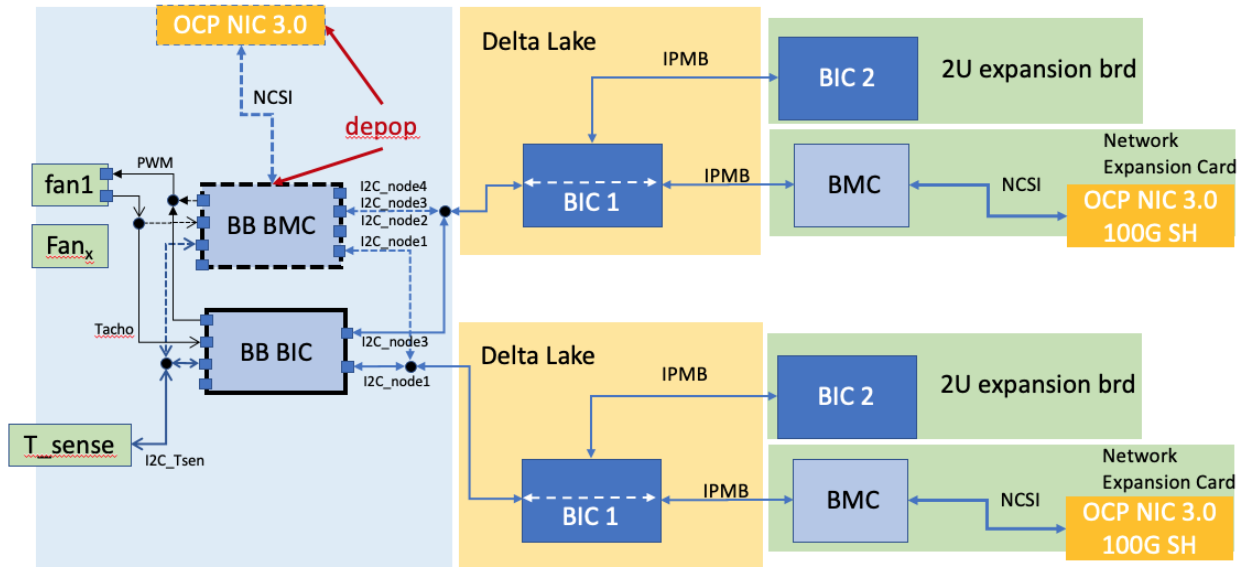 OCP NIC 3.0
NCSI
depop
PWM
fan1
Fanx
BB BMC
I2C_node4
I2C_node3
I2C_node2
I2C_node1
Tacho
BB BIC
I2C_node3
I2C_node1
T_sense
I2C_Tsen
Delta Lake
IPMB
BIC 1
IPMB
BIC 2
2U expansion brd
BMC
NCSI
Network
Expansion Card
OCP NIC 3.0
100G SH
Delta Lake
IPMB
BIC 1
IPMB
BIC 2
2U expansion brd
BMC
NCSI
Network
Expansion Card
OCP NIC 3.0
100G SH